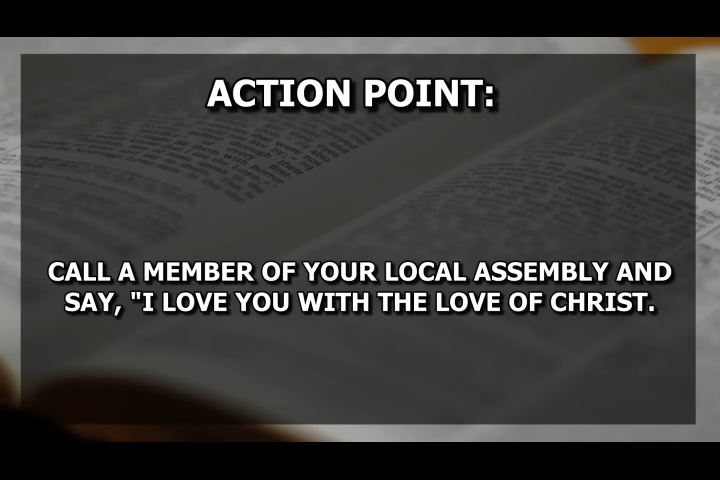 ACTION POINT:
CALL A MEMBER OF YOUR LOCAL ASSEMBLY AND
SAY, "I LOVE YOU WITH THE LOVE OF CHRIST.